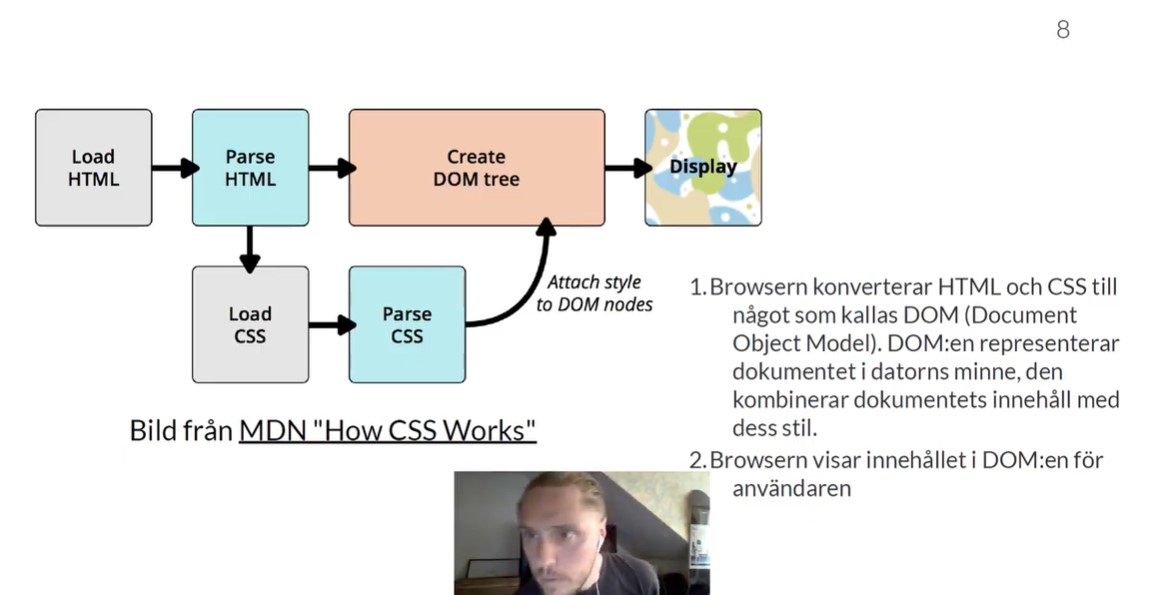 8
Load
HTML
Parse
HTML
Create
DOM tree
Display
Load
CSS
Parse
CSS
Attach style
to DOM nodes
Bild från MDN "How CSS Works"
1. Browsern konverterar HTML och CSS till
något som kallas DOM (Document
Object Model). DOM:en representerar
dokumentet i datorns minne, den
kombinerar dokumentets innehåll med
dess stil.
2. Browsern visar innehållet i DOM:en för
användaren